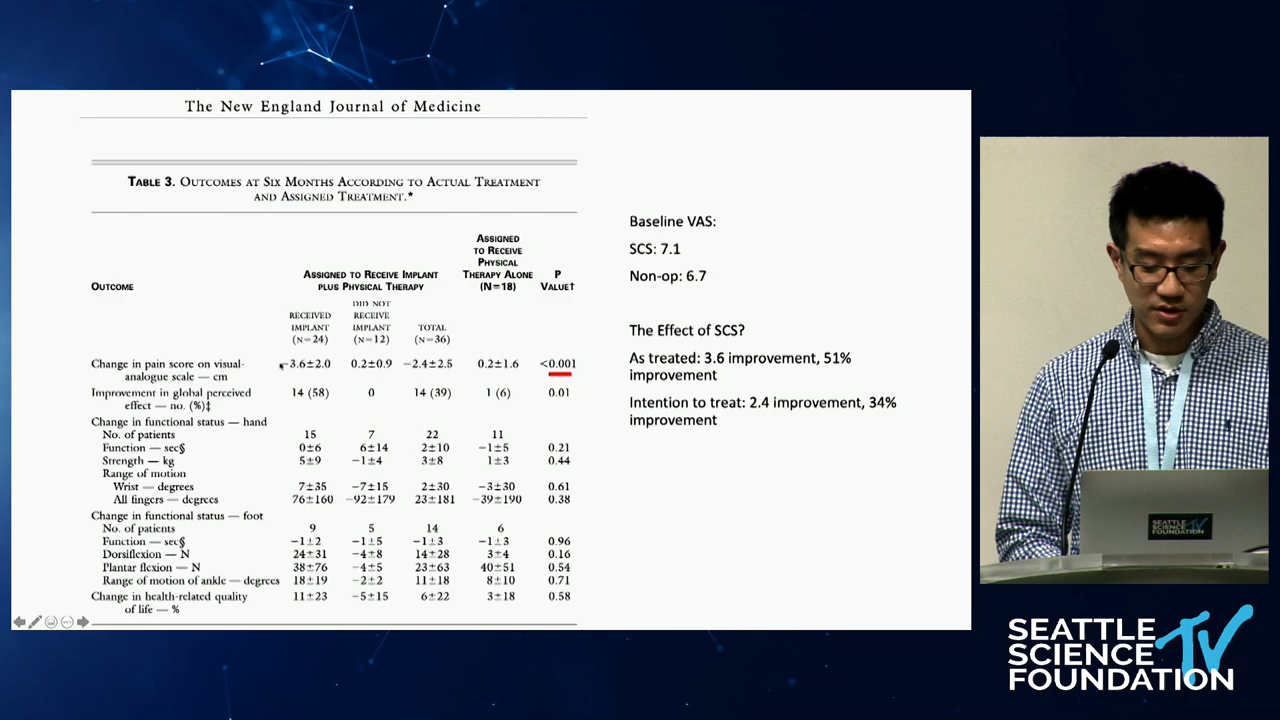 The New England Journal of Medicine
TABLE 3. OUTCOMES AT SIX MONTHS ACCORDING TO ACTUAL TREATMENT
AND ASSIGNED TREATMENT.*
OUTCOME
ASSIGNED TO RECEIVE IMPLANT
PLUS PHYSICAL THERAPY
ASSIGNED
TO RECEIVE
PHYSICAL
THERAPY ALONE
(N=18)
P
VALUE†
RECEIVED
IMPLANT
(N=24)
DID NOT
RECEIVE
IMPLANT
(N=12)
TOTAL
(N=36)
Change in pain score on visual- −3.6±2.0 0.2±0.9 −2.4±2.5 0.2±1.6 <0.001
analogue scale — cm
Improvement in global perceived 14 (58) 0 14 (39) 1 (6) 0.01
effect — no. (%)‡
Change in functional status — hand
No. of patients 15 7 22 11
Function — sec§ 0±6 6±14 2±10 −1±5 0.21
Strength — kg 5±9 −1±4 3±8 1±3 0.44
Range of motion
Wrist — degrees 7±35 −7±15 2±30 −3±30 0.61
All fingers — degrees 76±160 −92±179 23±181 −39±190 0.38
Change in functional status — foot
No. of patients 9 5 14 6
Function — sec§ −1±2 −1±5 −1±3 −1±3 0.96
Dorsiflexion — N 24±31 −4±8 14±28 3±4 0.16
Plantar flexion — N 38±76 −4±5 23±63 40±51 0.54
Range of motion of ankle — degrees 18±19 −2±2 11±18 8±10 0.71
Change in health-related quality 11±23 −5±15 6±22 3±18 0.58
of life — %
Baseline VAS:
SCS: 7.1
Non-op: 6.7
The Effect of SCS?
As treated: 3.6 improvement, 51%
improvement
Intention to treat: 2.4 improvement, 34%
improvement
SEATTLE
SCIENCE
FOUNDATION
SEATTLE
SCIENCE TV
FOUNDATION